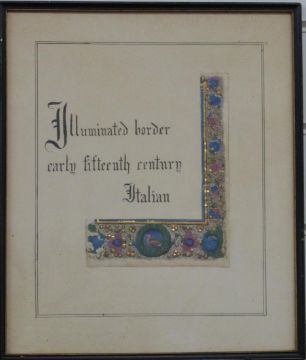 Illuminated border
early fifteenth century
Italian